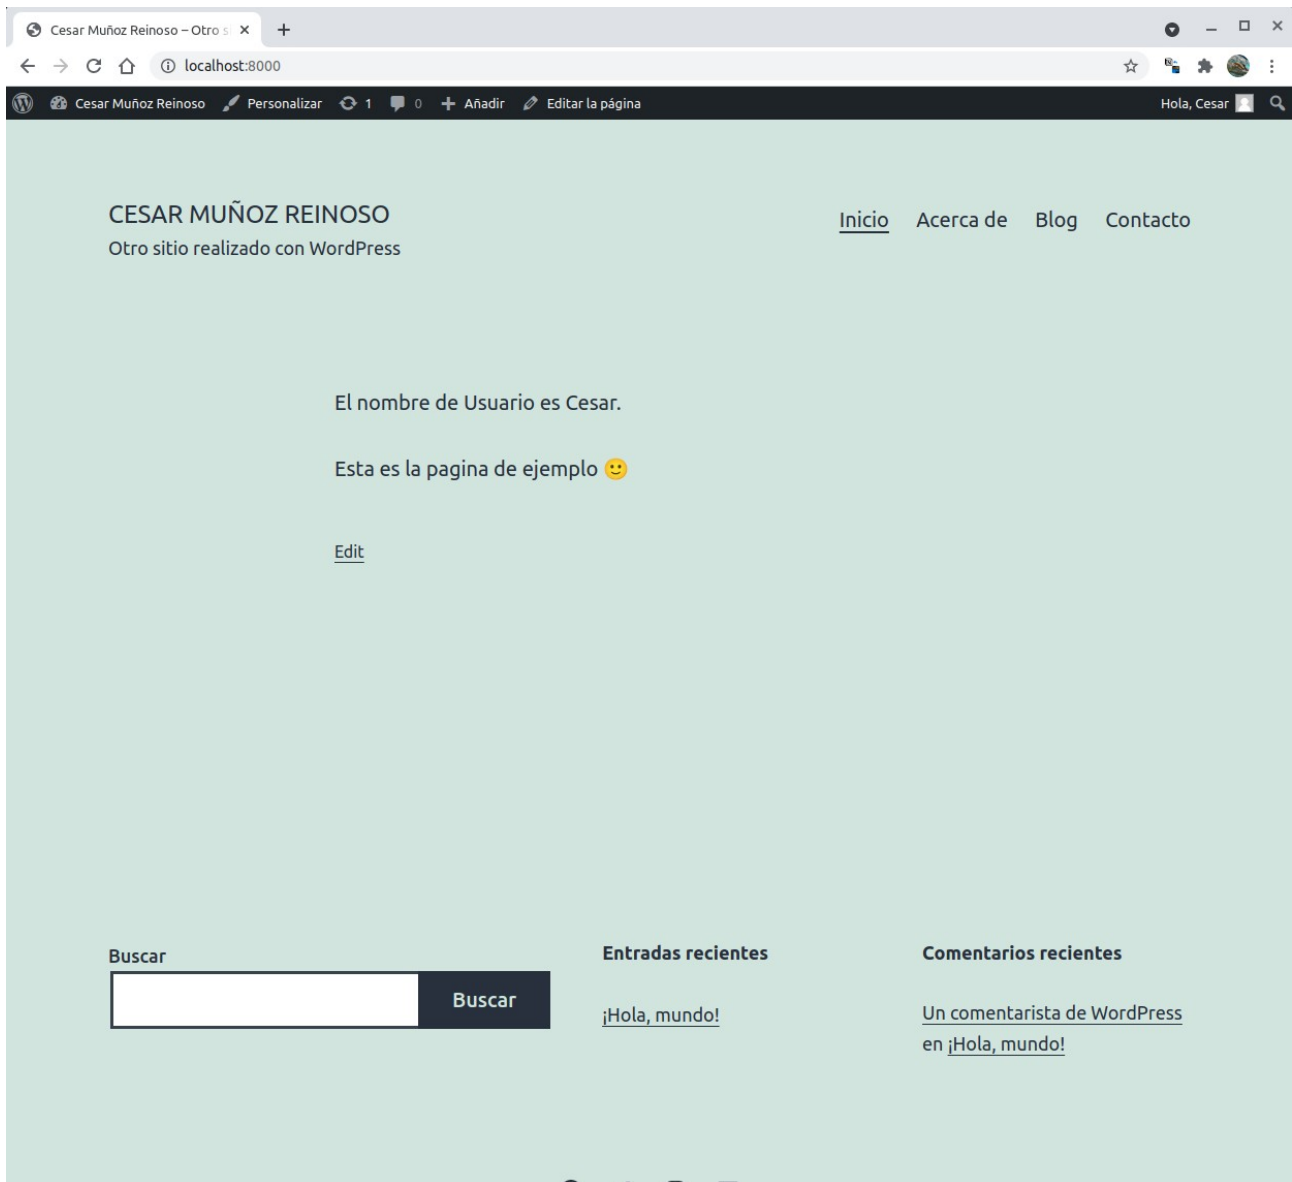 Cesar Muñoz Reinoso – Otro s
localhost:8000
Cesar Muñoz Reinoso Personalizar 1 0 Añadir Editar la página Hola, Cesar
CESAR MUÑOZ REINOSO
Otro sitio realizado con WordPress
Inicio Acerca de Blog Contacto
El nombre de Usuario es Cesar.
Esta es la pagina de ejemplo 🙂
Edit
Buscar
Buscar
Entradas recientes
¡Hola, mundo!
Comentarios recientes
Un comentarista de WordPress
en ¡Hola, mundo!